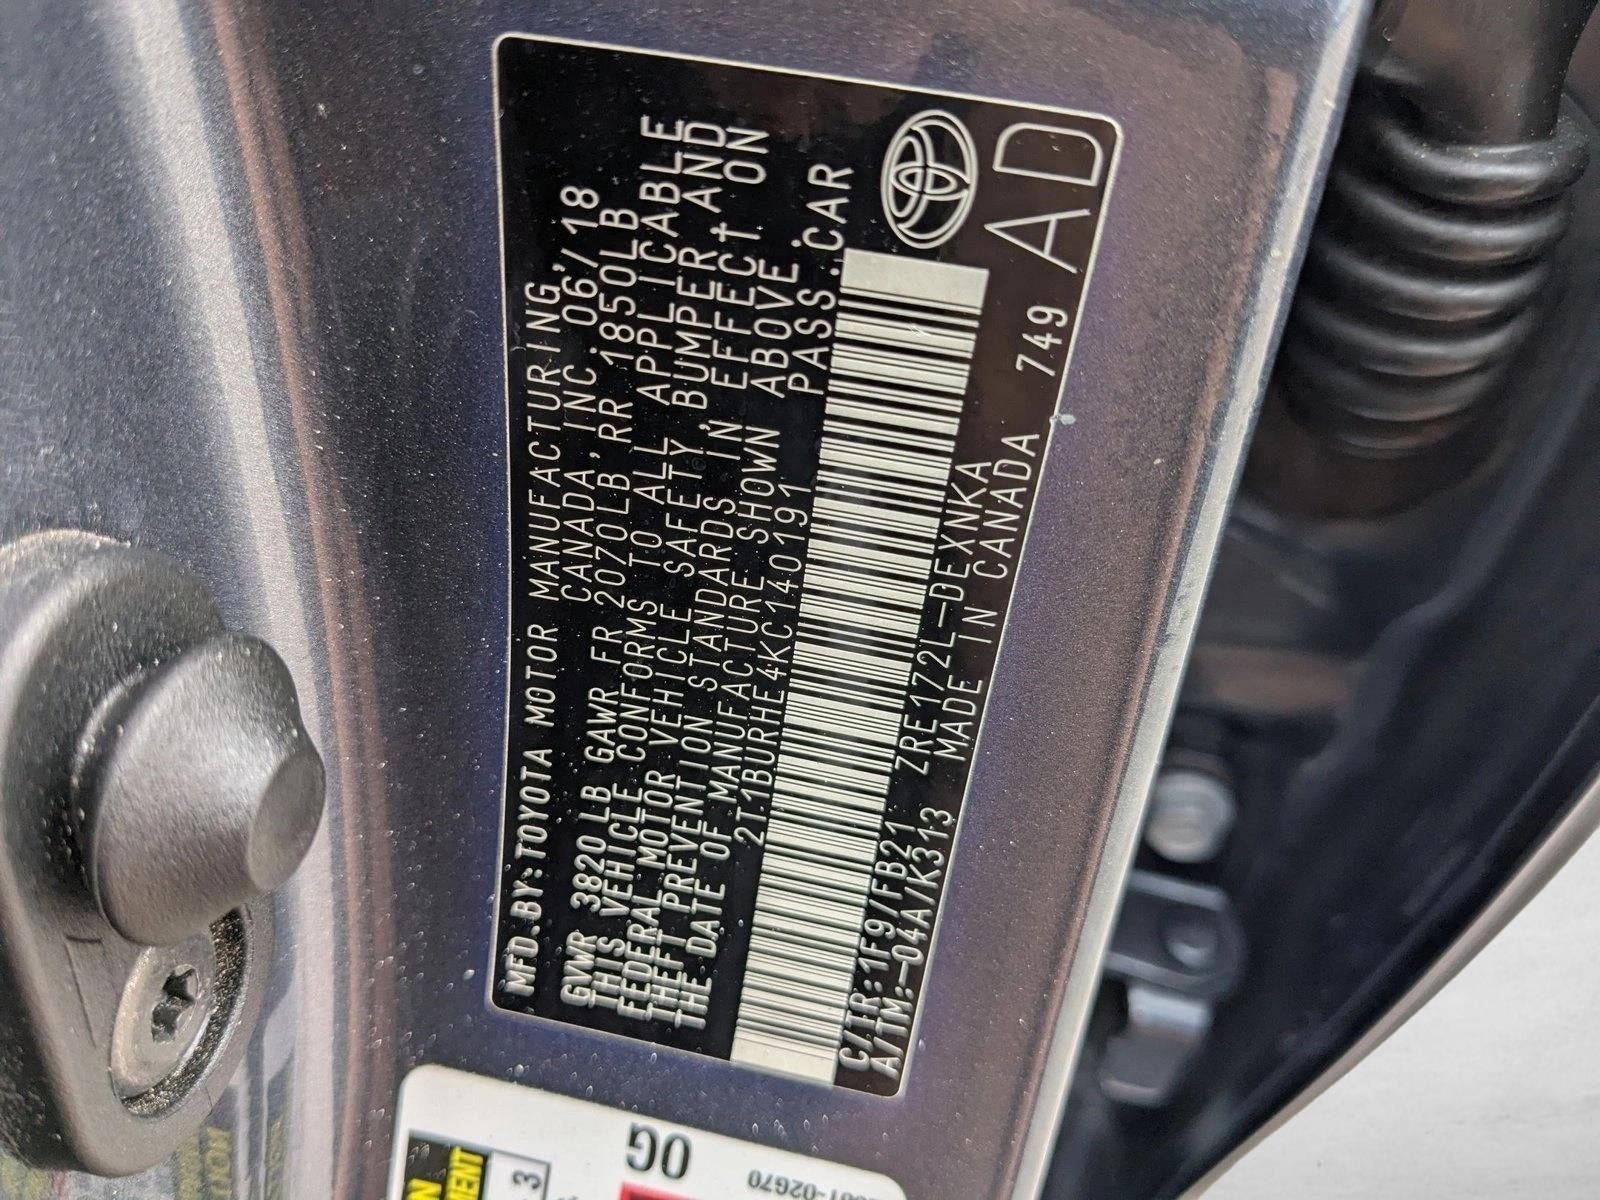 MFD.BY:TOYOTA MOTOR MANUFACTURING,
CANADA, INC. 06/18
GVWR 3820 LB GAWR FR 2070LB, RR 1850LB
THIS VEHICLE CONFORMS TO ALL APPLICABLE
FEDERAL MOTOR VEHICLE SAFETY, BUMPER AND
THEFT PREVENTION STANDARDS IN EFFECT ON
THE DATE OF MANUFACTURE SHOWN ABOVE.
2T1BURHE4KC140191 PASS.CAR
C/TR:1F9/FB21 ZRE172L-DEXNKA
A/TM:-04A/K313 MADE IN CANADA 749
AD
OG
3